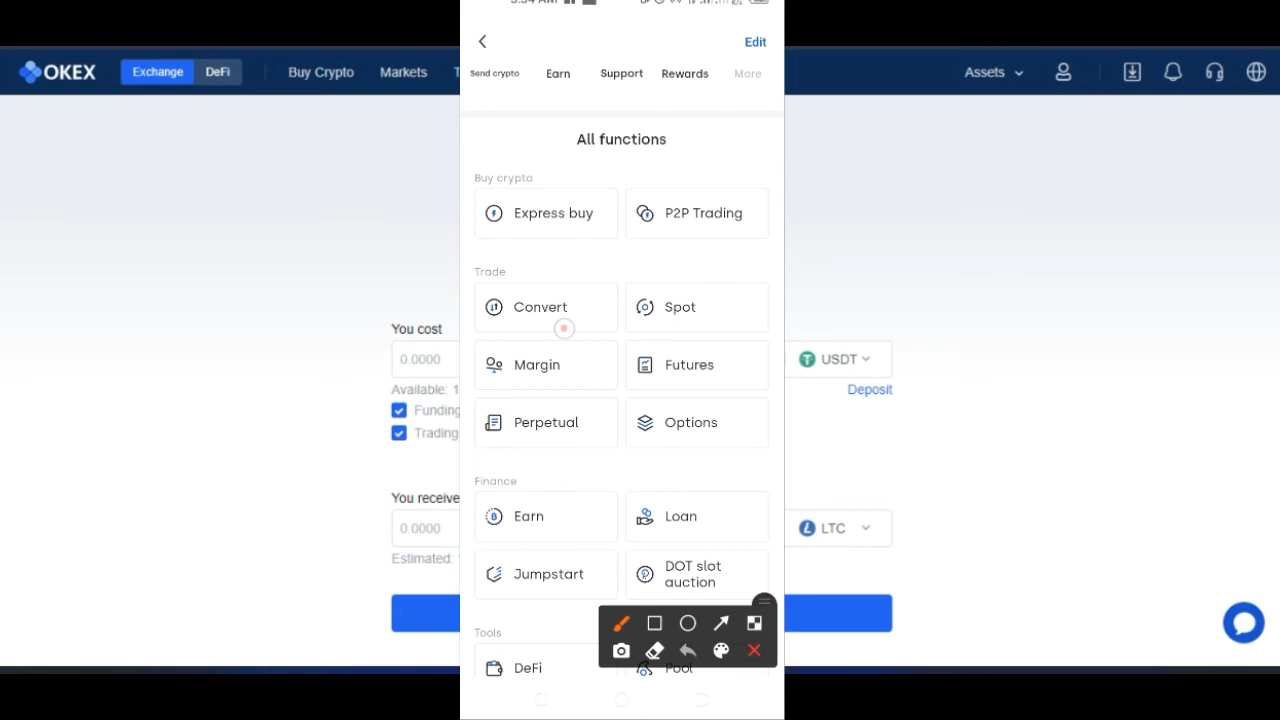 OKEX
Exchange
DeFi
Buy Crypto
Markets
Assets
Edit
Send crypto
Earn
Support
Rewards
More
All functions
Buy crypto
Express buy
P2P Trading
Trade
Convert
Spot
Margin
Futures
Perpetual
Options
Finance
Earn
Loan
Jumpstart
DOT slot
auction
Tools
DeFi
Pool
You cost
0.0000
USDT
Available: 1
Deposit
Funding
Trading
You receive
0.0000
LTC
Estimated: